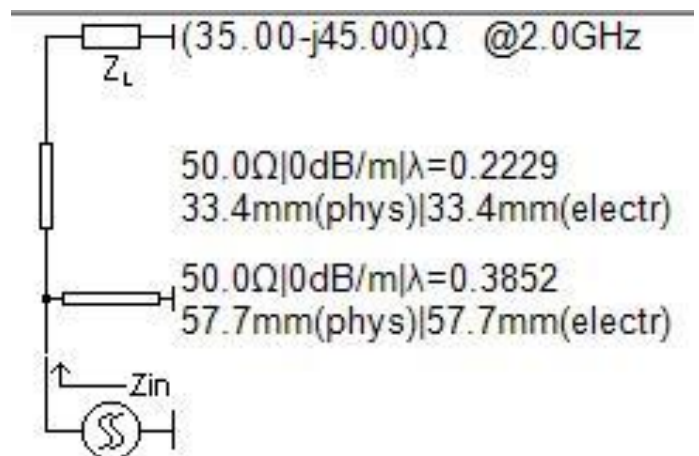 (35.00-j45.00)Ω @2.0GHz
Z_L
50.0Ω|0dB/m|λ=0.2229
33.4mm(phys)|33.4mm(electr)
50.0Ω|0dB/m|λ=0.3852
57.7mm(phys)|57.7mm(electr)
Zin